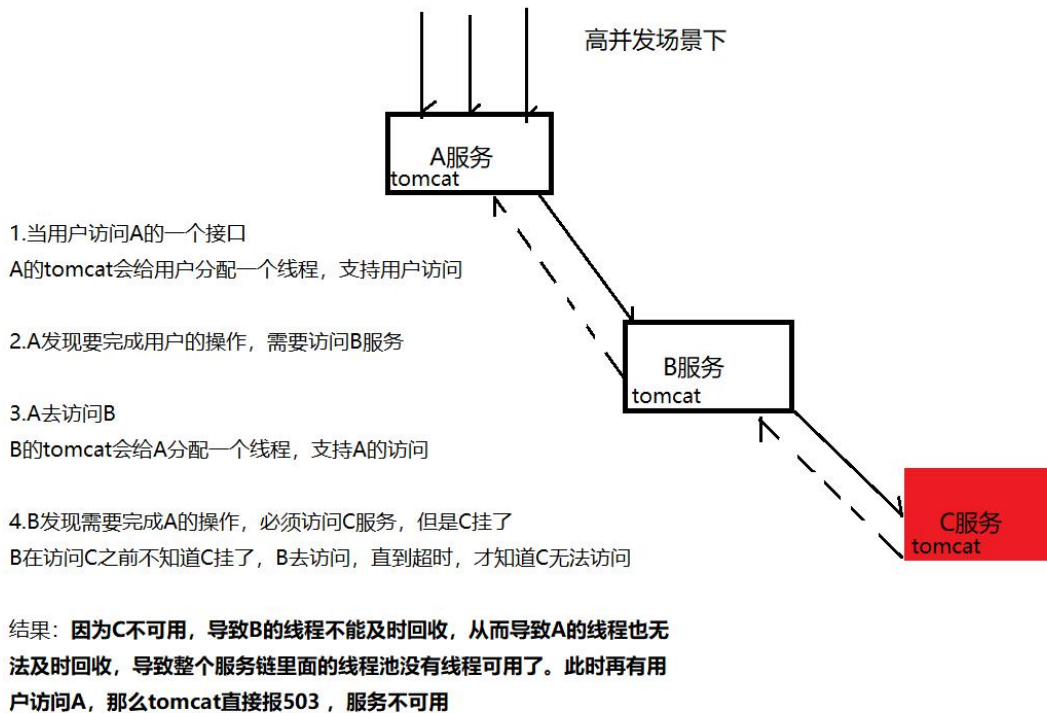 高并发场景下
A服务
tomcat
1.当用户访问A的一个接口
A的tomcat会给用户分配一个线程，支持用户访问
2.A发现要完成用户的操作，需要访问B服务
B服务
tomcat
3.A去访问B
B的tomcat会给A分配一个线程，支持A的访问
4.B发现需要完成A的操作，必须访问C服务，但是C挂了
B在访问C之前不知道C挂了，B去访问，直到超时，才知道C无法访问
C服务
tomcat
结果：因为C不可用，导致B的线程不能及时回收，从而导致A的线程也无
法及时回收，导致整个服务链里面的线程池没有线程可用了。此时再有用
户访问A，那么tomcat直接报503 ，服务不可用